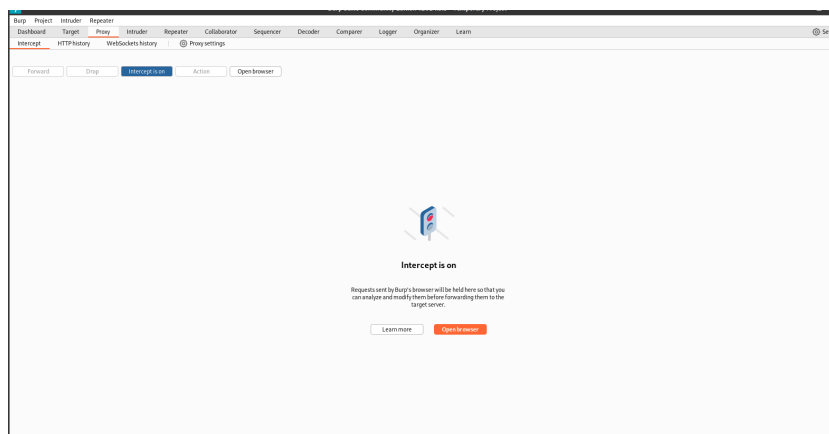 Burp Project Intruder Repeater
Dashboard Target Proxy Intruder Repeater Collaborator Sequencer Decoder Comparer Logger Organizer Learn
Intercept HTTP history WebSockets history Proxy settings
Forward Drop Intercept is on Action Open browser
Intercept is on
Requests sent by Burp's browser will be held here so that you
can analyze and modify them before forwarding them to the
target server.
Learn more Open browser